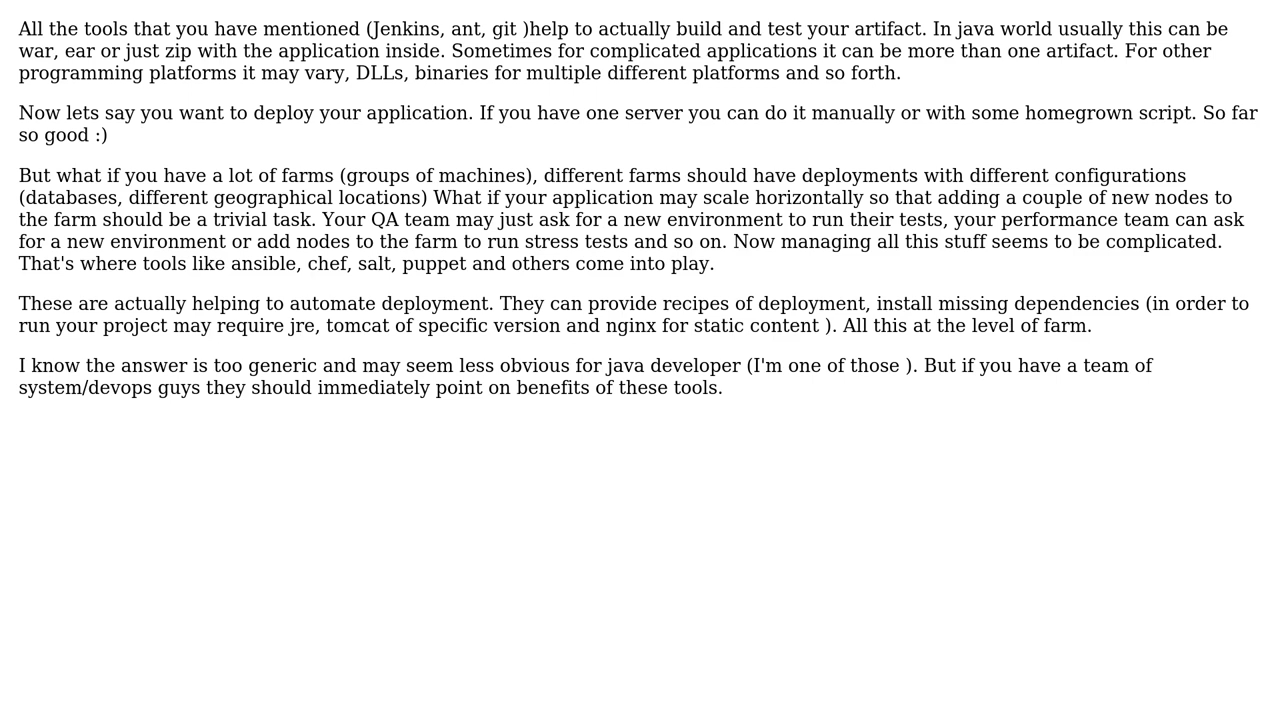 All the tools that you have mentioned (Jenkins, ant, git )help to actually build and test your artifact. In java world usually this can be
war, ear or just zip with the application inside. Sometimes for complicated applications it can be more than one artifact. For other
programming platforms it may vary, DLLs, binaries for multiple different platforms and so forth.
Now lets say you want to deploy your application. If you have one server you can do it manually or with some homegrown script. So far
so good :)
But what if you have a lot of farms (groups of machines), different farms should have deployments with different configurations
(databases, different geographical locations) What if your application may scale horizontally so that adding a couple of new nodes to
the farm should be a trivial task. Your QA team may just ask for a new environment to run their tests, your performance team can ask
for a new environment or add nodes to the farm to run stress tests and so on. Now managing all this stuff seems to be complicated.
That's where tools like ansible, chef, salt, puppet and others come into play.
These are actually helping to automate deployment. They can provide recipes of deployment, install missing dependencies (in order to
run your project may require jre, tomcat of specific version and nginx for static content ). All this at the level of farm.
I know the answer is too generic and may seem less obvious for java developer (I'm one of those ). But if you have a team of
system/devops guys they should immediately point on benefits of these tools.